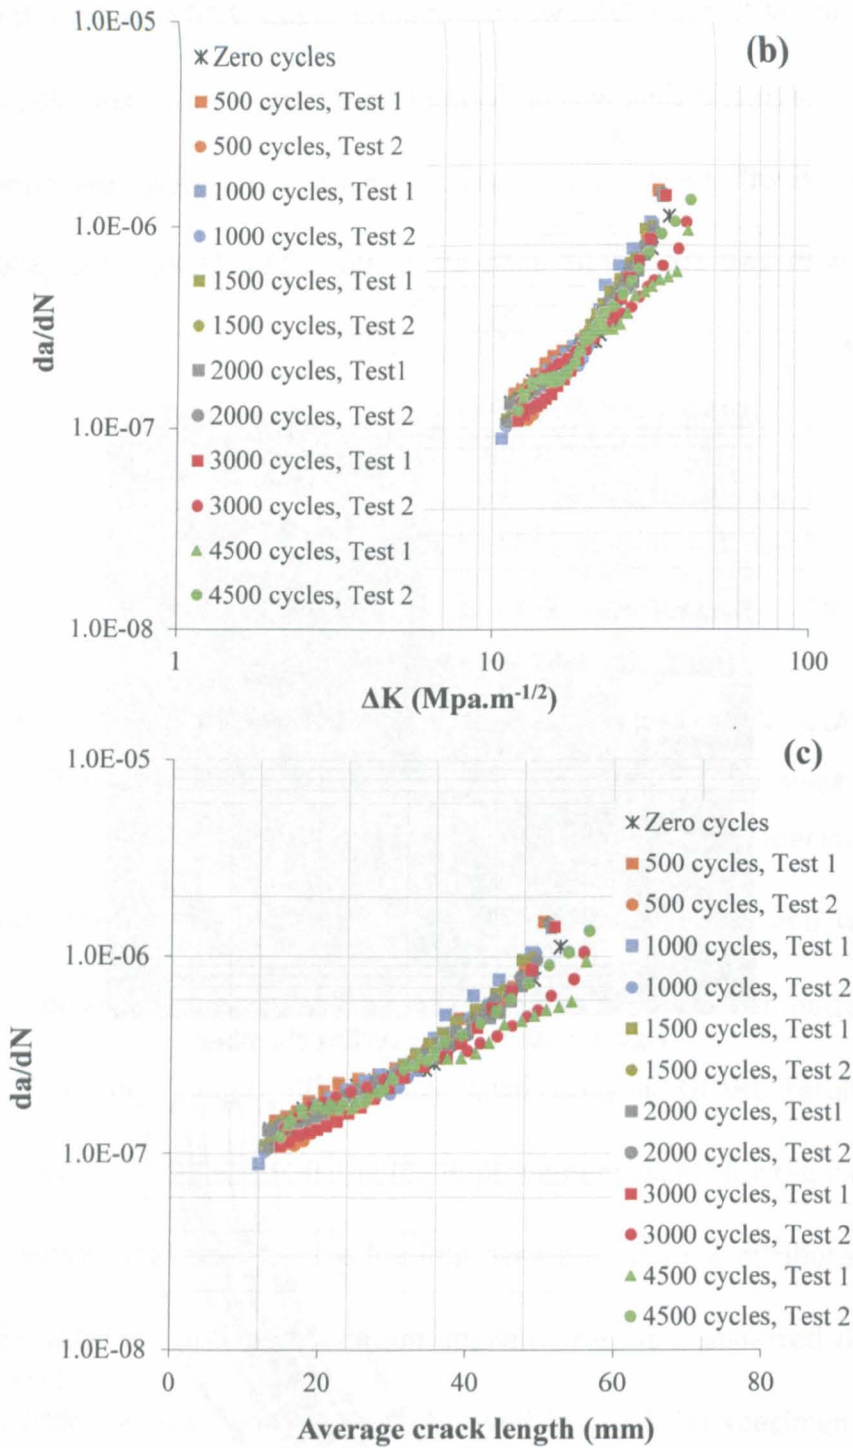 1.0E-05
(b)
Zero cycles
500 cycles, Test 1
500 cycles, Test 2
1000 cycles, Test 1
1000 cycles, Test 2
1500 cycles, Test 1
1500 cycles, Test 2
2000 cycles, Test1
2000 cycles, Test 2
3000 cycles, Test 1
3000 cycles, Test 2
4500 cycles, Test 1
4500 cycles, Test 2
1.0E-06
da/dN
1.0E-07
1.0E-08
1
10
100
ΔK (Mpa.m-1/2)
1.0E-05
(c)
Zero cycles
500 cycles, Test 1
500 cycles, Test 2
1000 cycles, Test 1
1000 cycles, Test 2
1500 cycles, Test 1
1500 cycles, Test 2
2000 cycles, Test1
2000 cycles, Test 2
3000 cycles, Test 1
3000 cycles, Test 2
4500 cycles, Test 1
4500 cycles, Test 2
1.0E-06
da/dN
1.0E-07
1.0E-08
0
20
40
60
80
Average crack length (mm)